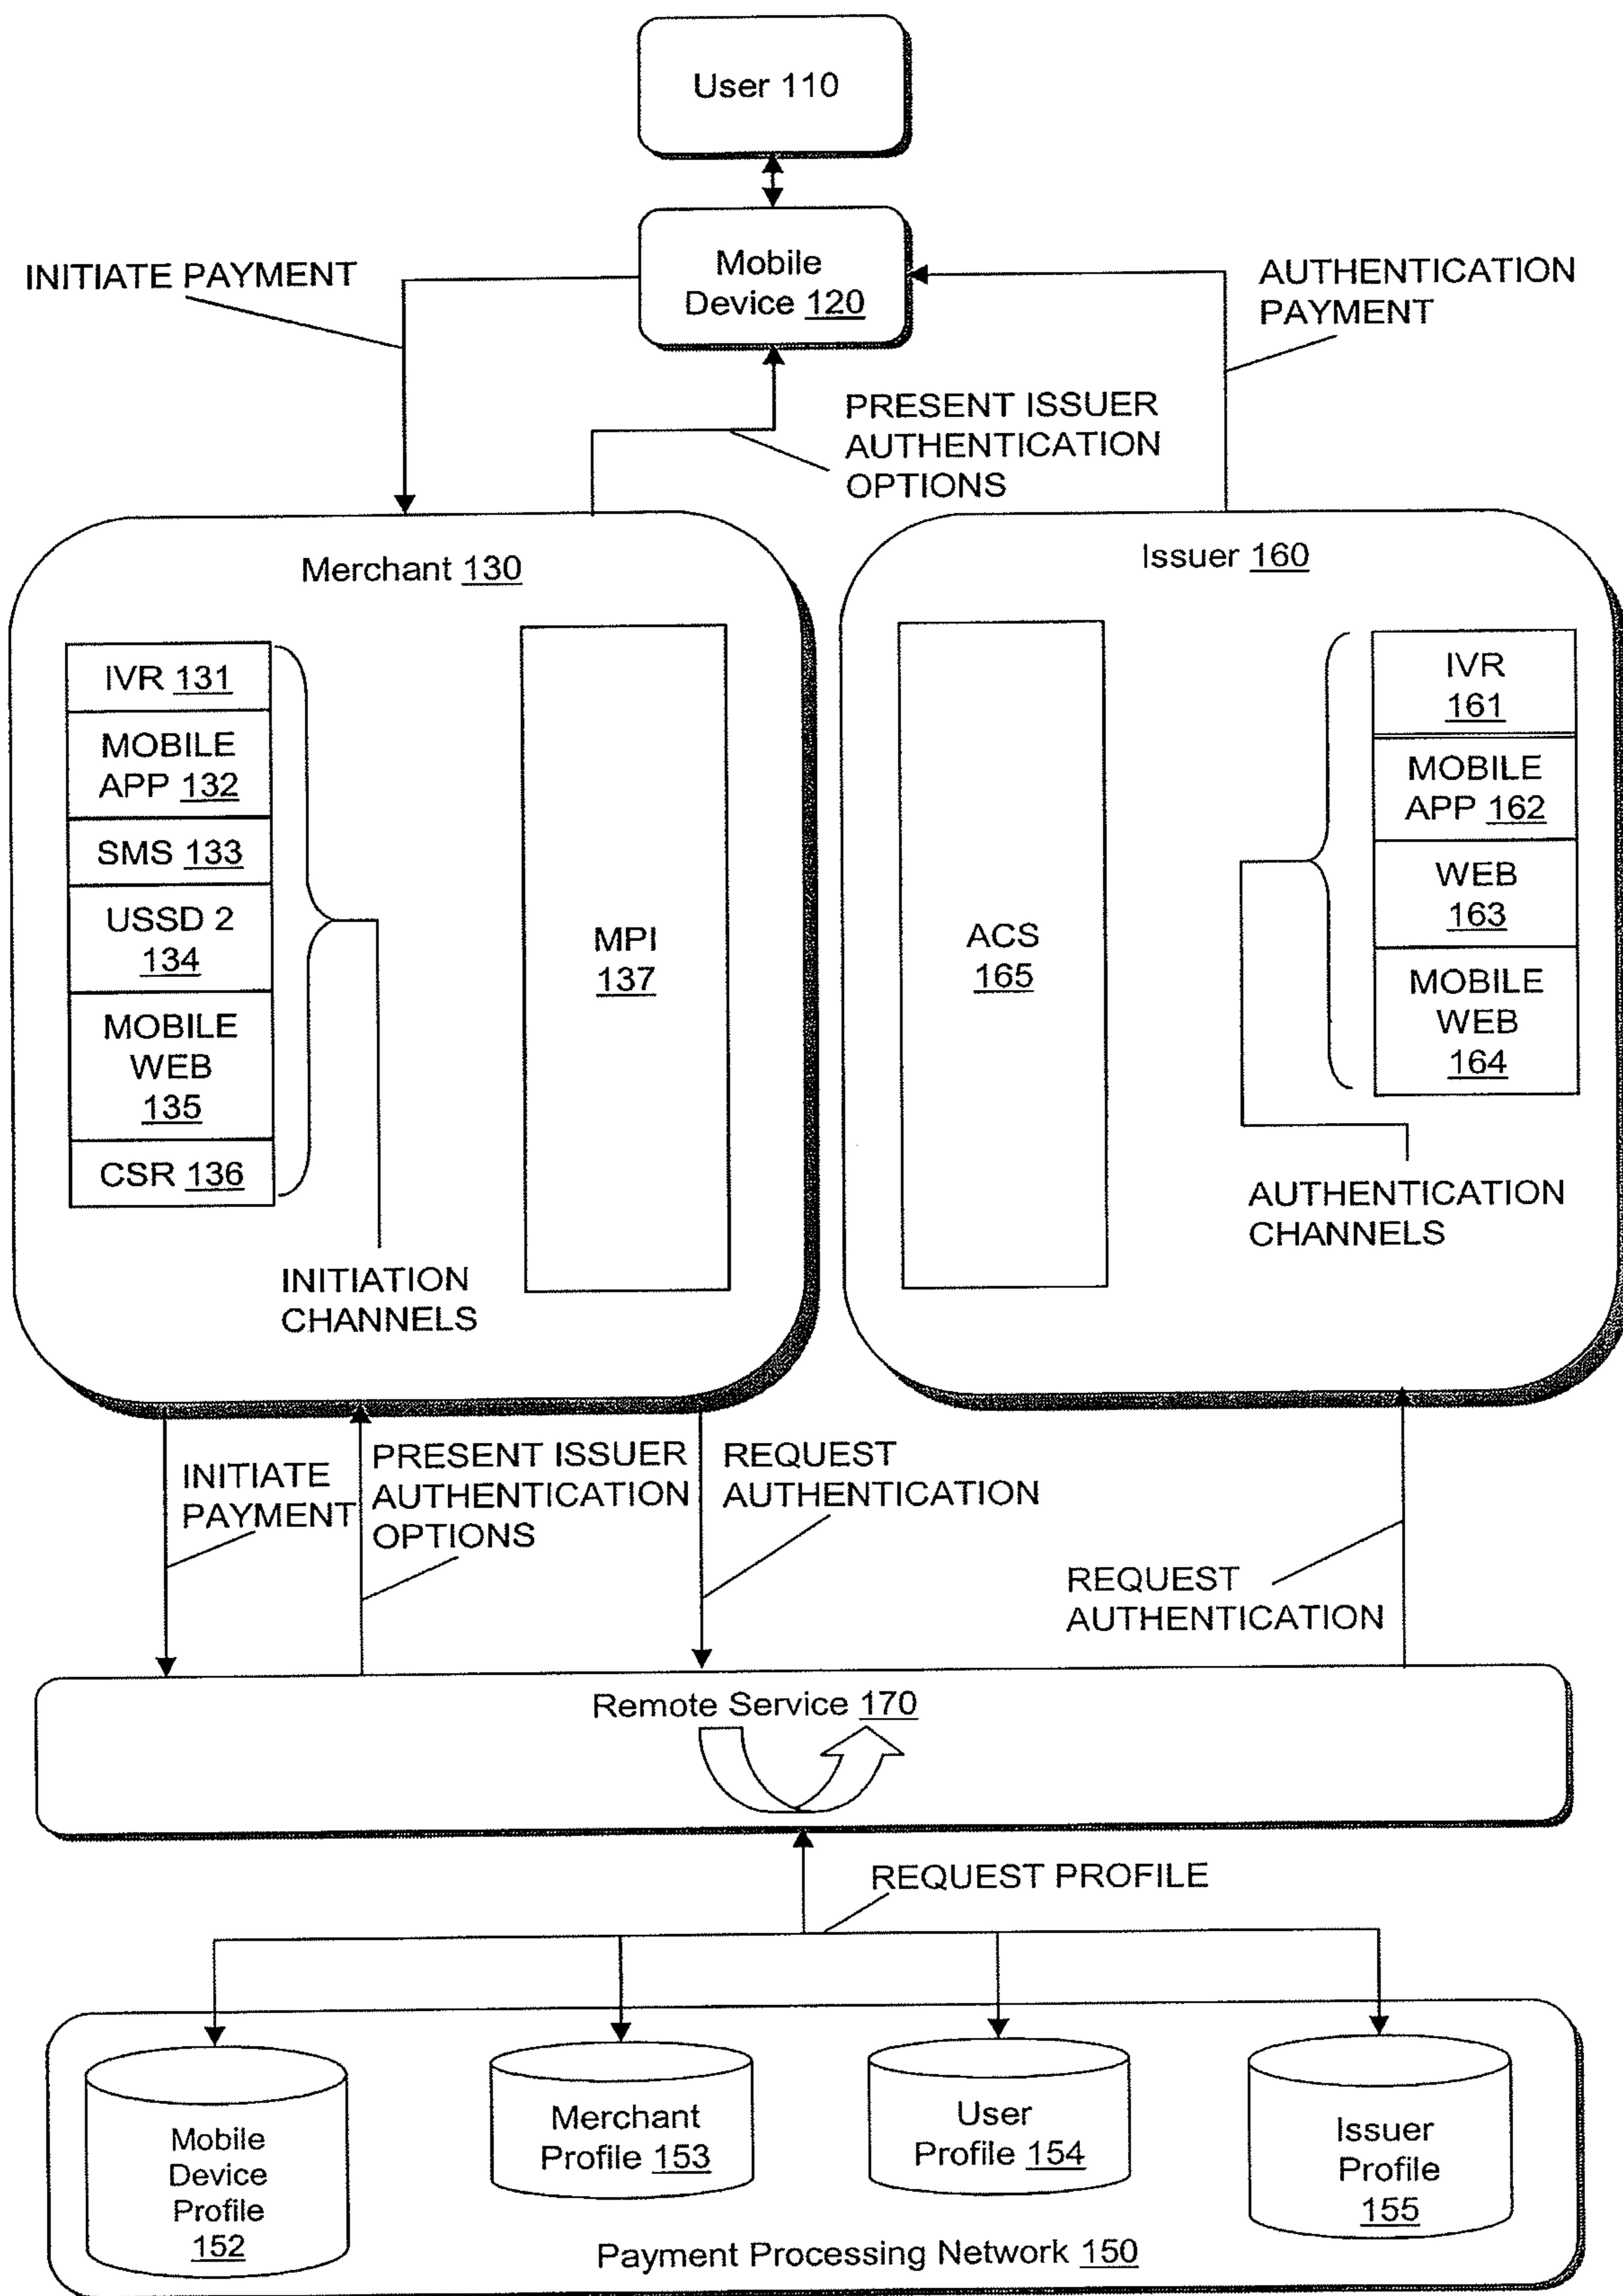 User 110
Mobile
Device 120
INITIATE PAYMENT
AUTHENTICATION
PAYMENT
PRESENT ISSUER
AUTHENTICATION
OPTIONS
Merchant 130
IVR 131
MOBILE
APP 132
SMS 133
USSD 2
134
MOBILE
WEB
135
CSR 136
INITIATION
CHANNELS
MPI
137
Issuer 160
ACS
165
IVR
161
MOBILE
APP 162
WEB
163
MOBILE
WEB
164
AUTHENTICATION
CHANNELS
INITIATE
PAYMENT
PRESENT ISSUER
AUTHENTICATION
OPTIONS
REQUEST
AUTHENTICATION
REQUEST
AUTHENTICATION
Remote Service 170
REQUEST PROFILE
Mobile
Device
Profile
152
Merchant
Profile 153
User
Profile 154
Issuer
Profile
155
Payment Processing Network 150